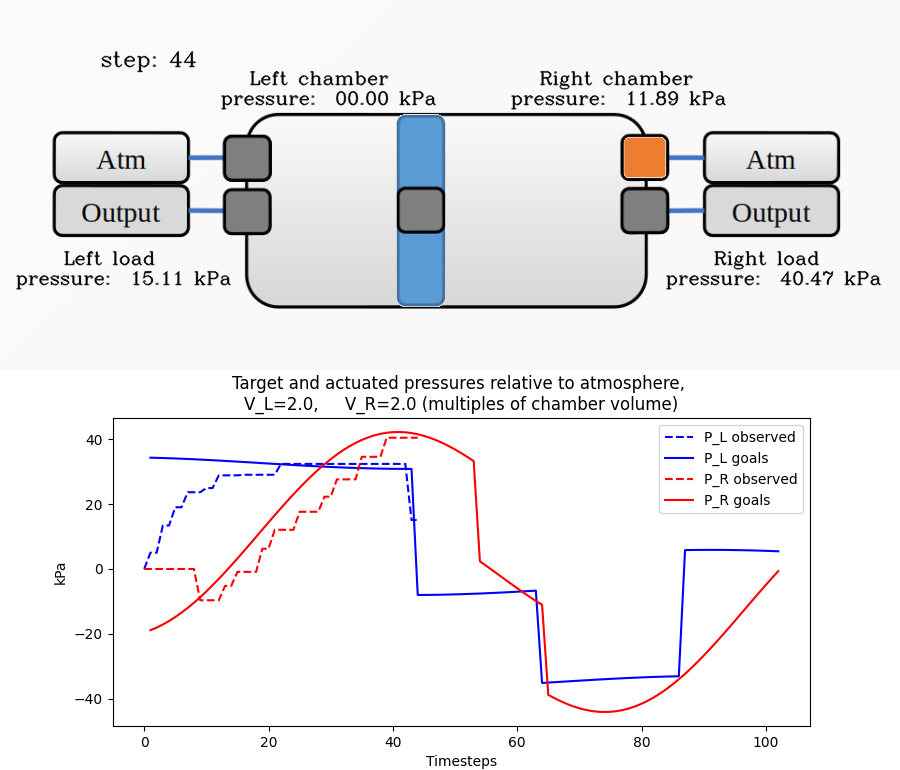 step: 44
Left chamber
pressure: 00.00 kPa
Right chamber
pressure: 11.89 kPa
Atm
Output
Atm
Output
Left load
pressure: 15.11 kPa
Right load
pressure: 40.47 kPa
Target and actuated pressures relative to atmosphere,
V_L=2.0, V_R=2.0 (multiples of chamber volume)
P_L observed
P_L goals
P_R observed
P_R goals
40
20
0
−20
−40
kPa
0 20 40 60 80 100
Timesteps